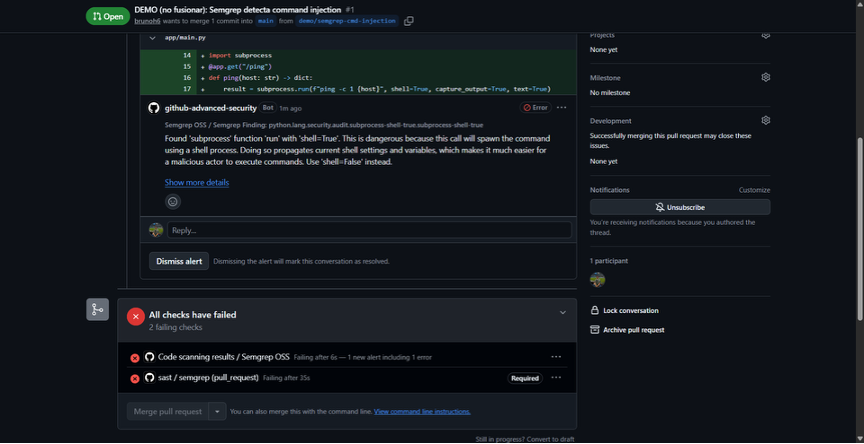 Open
DEMO (no fusionar): Semgrep detecta command injection #1
brunoh6 wants to merge 1 commit into main from demo/semgrep-cmd-injection
app/main.py
14 + import subprocess
15 + @app.get("/ping")
16 + def ping(host: str) -> dict:
17 + result = subprocess.run(f"ping -c 1 {host}", shell=True, capture_output=True, text=True)
github-advanced-security Bot 1m ago
Error
Semgrep OSS / Semgrep Finding: python.lang.security.audit.subprocess-shell-true.subprocess-shell-true
Found 'subprocess' function 'run' with 'shell=True'. This is dangerous because this call will spawn the command
using a shell process. Doing so propagates current shell settings and variables, which makes it much easier for
a malicious actor to execute commands. Use 'shell=False' instead.
Show more details
Reply...
Dismiss alert
Dismissing the alert will mark this conversation as resolved.
All checks have failed
2 failing checks
Code scanning results / Semgrep OSS Failing after 6s — 1 new alert including 1 error
sast / semgrep (pull_request) Failing after 35s
Required
Merge pull request
You can also merge this with the command line. View command line instructions.
Still in progress? Convert to draft
Projects
None yet
Milestone
No milestone
Development
Successfully merging this pull request may close these
issues.
None yet
Notifications
Customize
Unsubscribe
You're receiving notifications because you authored the
thread.
1 participant
Lock conversation
Archive pull request